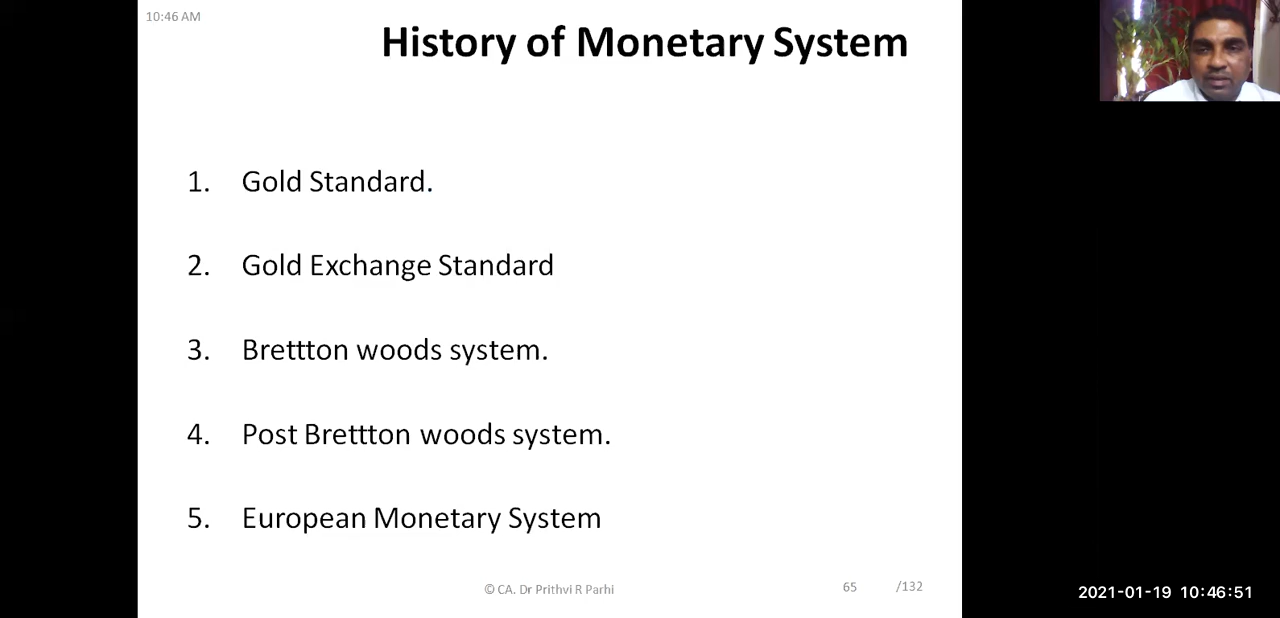 10:46 AM
History of Monetary System
1. Gold Standard.
2. Gold Exchange Standard
3. Brettton woods system.
4. Post Brettton woods system.
5. European Monetary System
© CA. Dr Prithvi R Parhi
65 /132
2021-01-19 10:46:51